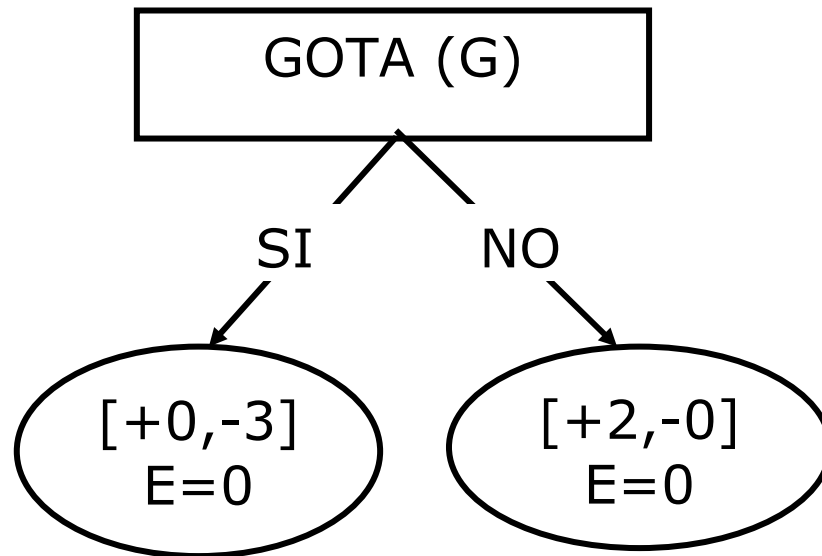 GOTA (G)
SI
NO
[+0,-3]
E=0
[+2,-0]
E=0